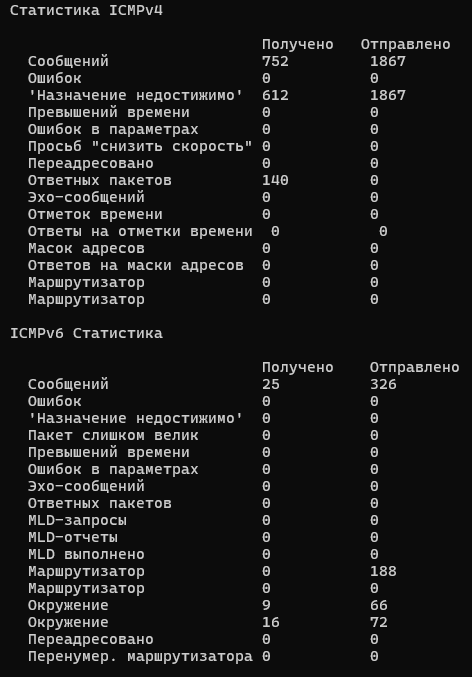 Статистика ICMPv4
Получено Отправлено
Сообщений 752 1867
Ошибок 0 0
'Назначение недостижимо' 612 1867
Превышений времени 0 0
Ошибок в параметрах 0 0
Просьб "снизить скорость" 0 0
Переадресовано 0 0
Ответных пакетов 140 0
Эхо-сообщений 0 0
Отметок времени 0 0
Ответы на отметки времени 0 0
Масок адресов 0 0
Ответов на маски адресов 0 0
Маршрутизатор 0 0
Маршрутизатор 0 0
ICMPv6 Статистика
Получено Отправлено
Сообщений 25 326
Ошибок 0 0
'Назначение недостижимо' 0 0
Пакет слишком велик 0 0
Превышений времени 0 0
Ошибок в параметрах 0 0
Эхо-сообщений 0 0
Ответных пакетов 0 0
MLD-запросы 0 0
MLD-отчеты 0 0
MLD выполнено 0 0
Маршрутизатор 0 188
Маршрутизатор 0 0
Окружение 9 66
Окружение 16 72
Переадресовано 0 0
Перенумер. маршрутизатора 0 0